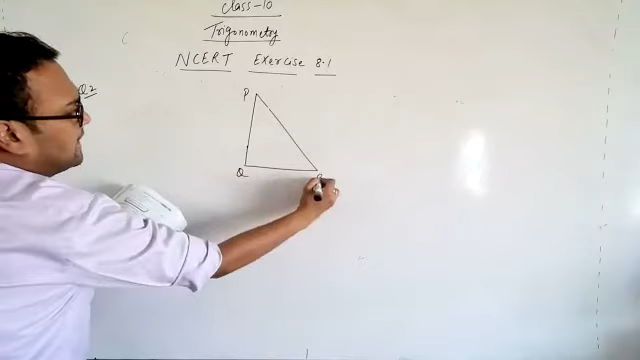 Class-10
Trigonometry
NCERT Exercise 8.1
Q2
P
Q